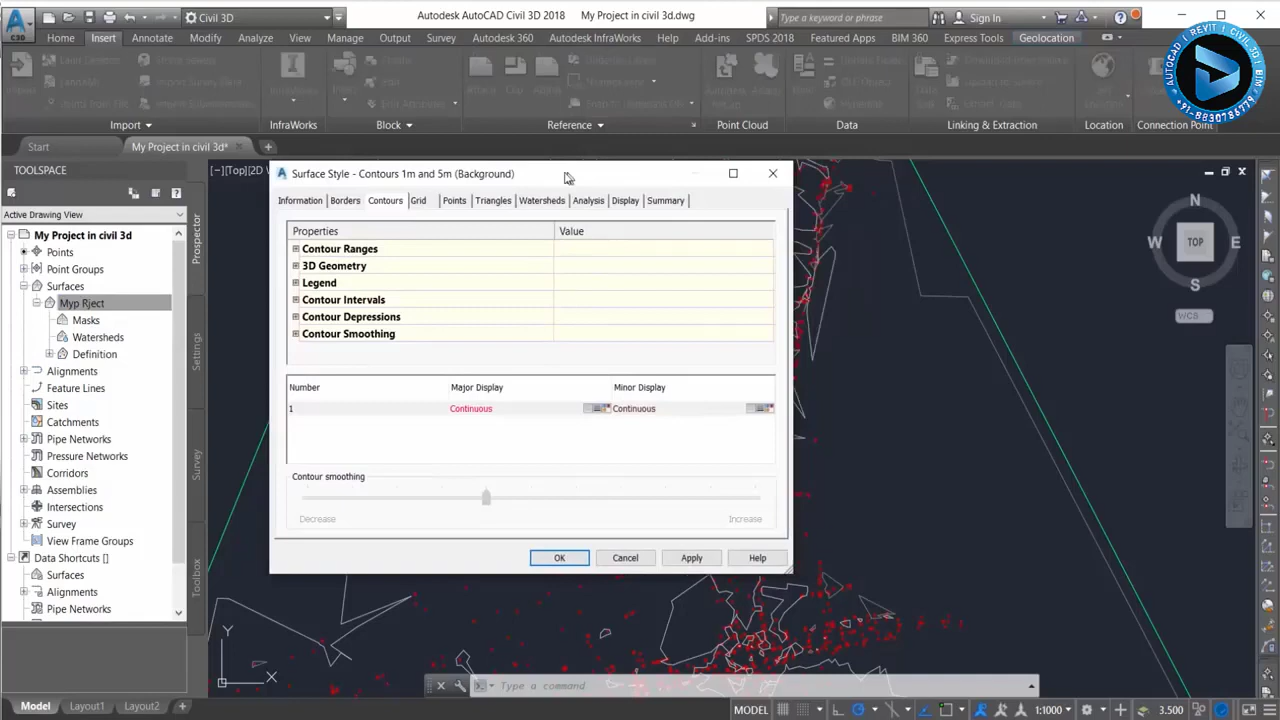 Civil 3D
Autodesk AutoCAD Civil 3D 2018 My Project in civil 3d.dwg
Type a keyword or phrase
Sign In
C3D
Home Insert Annotate Modify Analyze View Manage Output Survey Autodesk 360 Autodesk InfraWorks Help Add-ins SPDS 2018 Featured Apps BIM 360 Express Tools Geolocation
Import InfraWorks Block Reference Point Cloud Data Linking & Extraction Location Connection Point
AUTOCAD | REVIT | CIVIL 3D | BIM
+91-8830786779
Start My Project in civil 3d*
TOOLSPACE
Active Drawing View
My Project in civil 3d
Points
Point Groups
Surfaces
Myp Rject
Masks
Watersheds
Definition
Alignments
Feature Lines
Sites
Catchments
Pipe Networks
Pressure Networks
Corridors
Assemblies
Intersections
Survey
View Frame Groups
Data Shortcuts []
Surfaces
Alignments
Pipe Networks
Prospector
Settings
Survey
Toolbox
[−][Top][2D W
Surface Style - Contours 1m and 5m (Background)
Information Borders Contours Grid Points Triangles Watersheds Analysis Display Summary
Properties Value
Contour Ranges
3D Geometry
Legend
Contour Intervals
Contour Depressions
Contour Smoothing
Number Major Display Minor Display
1 Continuous Continuous
Contour smoothing
Decrease Increase
OK Cancel Apply Help
N
W TOP E
S
WCS
Y
X
Type a command
Model Layout1 Layout2
MODEL 1:1000 3.500